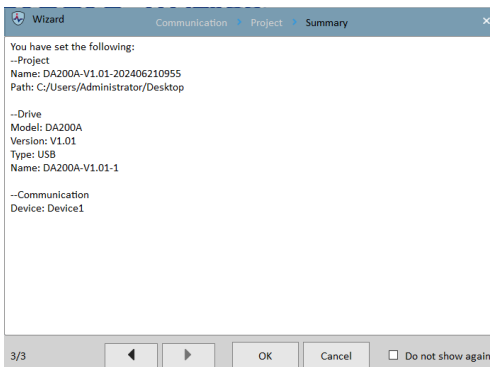 Wizard
Communication > Project > Summary
×
You have set the following:
--Project
Name: DA200A-V1.01-202406210955
Path: C:/Users/Administrator/Desktop
--Drive
Model: DA200A
Version: V1.01
Type: USB
Name: DA200A-V1.01-1
--Communication
Device: Device1
3/3
OK
Cancel
Do not show again